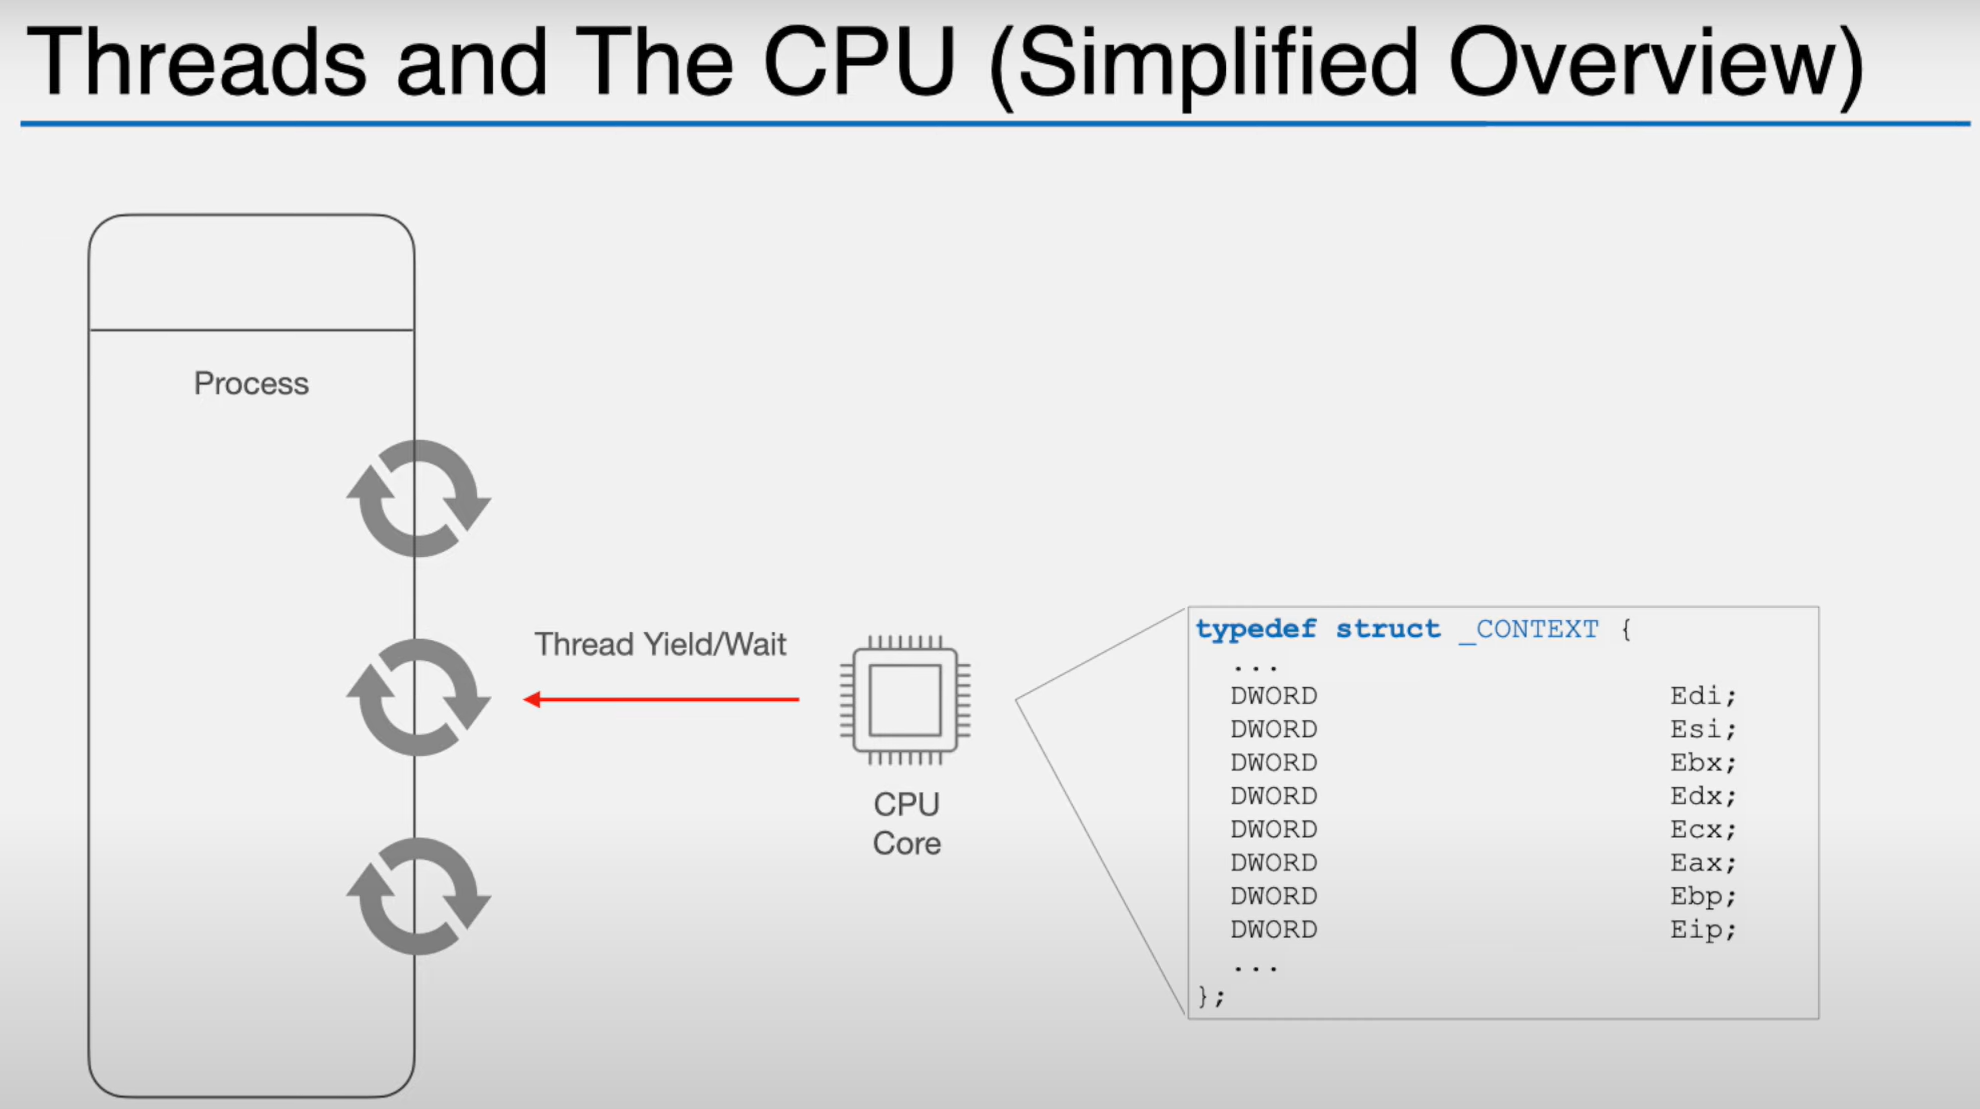 Threads and The CPU (Simplified Overview)
Process
Thread Yield/Wait
CPU
Core
typedef struct _CONTEXT {
...
DWORD Edi;
DWORD Esi;
DWORD Ebx;
DWORD Edx;
DWORD Ecx;
DWORD Eax;
DWORD Ebp;
DWORD Eip;
...
};